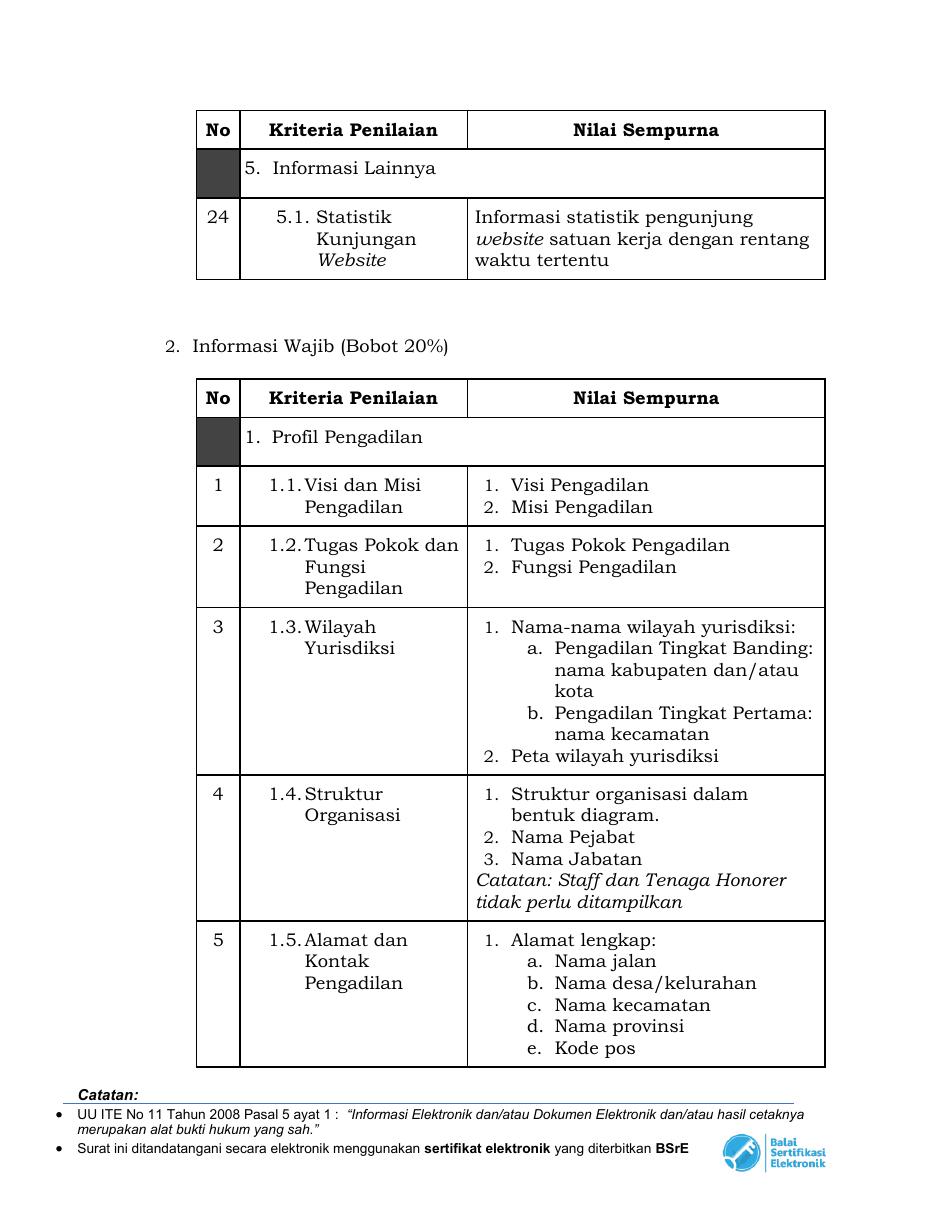 No Kriteria Penilaian Nilai Sempurna
5. Informasi Lainnya
24 5.1. Statistik Informasi statistik pengunjung
Kunjungan website satuan kerja dengan rentang
Website waktu tertentu
2. Informasi Wajib (Bobot 20%)
No Kriteria Penilaian Nilai Sempurna
1. Profil Pengadilan
1 1.1. Visi dan Misi 1. Visi Pengadilan
Pengadilan 2. Misi Pengadilan
2 1.2. Tugas Pokok dan 1. Tugas Pokok Pengadilan
Fungsi 2. Fungsi Pengadilan
Pengadilan
3 1.3. Wilayah 1. Nama-nama wilayah yurisdiksi:
Yurisdiksi a. Pengadilan Tingkat Banding:
nama kabupaten dan/atau
kota
b. Pengadilan Tingkat Pertama:
nama kecamatan
2. Peta wilayah yurisdiksi
4 1.4. Struktur 1. Struktur organisasi dalam
Organisasi bentuk diagram.
2. Nama Pejabat
3. Nama Jabatan
Catatan: Staff dan Tenaga Honorer
tidak perlu ditampilkan
5 1.5. Alamat dan 1. Alamat lengkap:
Kontak a. Nama jalan
Pengadilan b. Nama desa/kelurahan
c. Nama kecamatan
d. Nama provinsi
e. Kode pos
Catatan:
• UU ITE No 11 Tahun 2008 Pasal 5 ayat 1 : “Informasi Elektronik dan/atau Dokumen Elektronik dan/atau hasil cetaknya
merupakan alat bukti hukum yang sah.”
• Surat ini ditandatangani secara elektronik menggunakan sertifikat elektronik yang diterbitkan BSrE
Balai
Sertifikasi
Elektronik